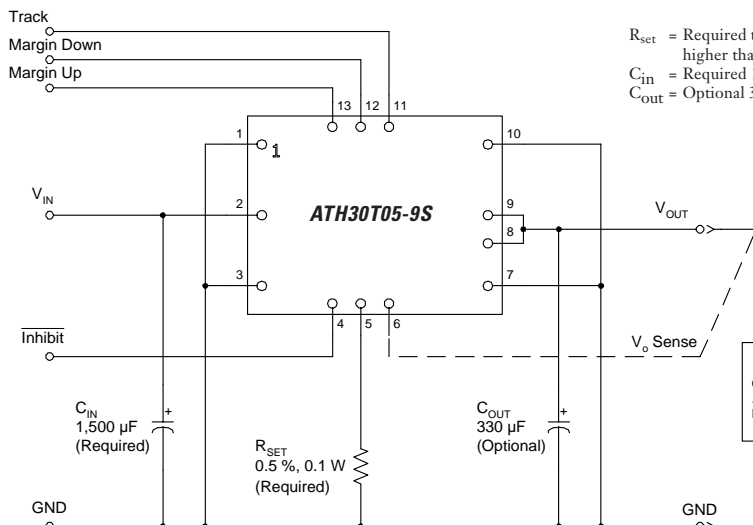 Track
Margin Down
Margin Up
R_set = Required
higher
C_in = Required
C_out = Optional
13 12 11
1
1
10
V_IN
2
ATH30T05-9S
9
8
V_OUT
3
7
4 5 6
Inhibit
V_o Sense
C_IN
1,500 µF
(Required)
R_SET
0.5 %, 0.1 W
(Required)
C_OUT
330 µF
(Optional)
+
+
GND
GND